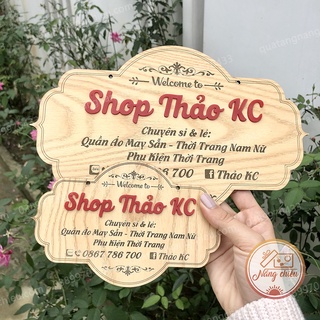 Welcome to
Shop Thảo KC
Chuyên sỉ & lẻ:
Quần Áo May Sẵn - Thời Trang Nam Nữ
Phụ Kiện Thời Trang
786 700 Thảo KC
Welcome to
Shop Thảo KC
Chuyên sỉ & lẻ:
Quần Áo May Sẵn - Thời Trang Nam Nữ
Phụ Kiện Thời Trang
0867 786 700 Thảo KC
Nắng chiều